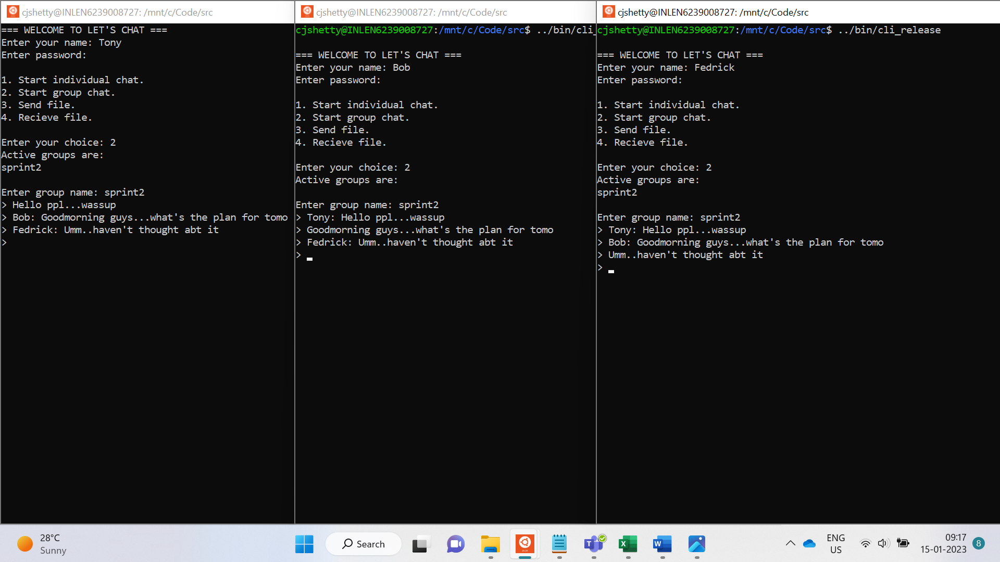 cjshetty@INLEN6239008727: /mnt/c/Code/src
=== WELCOME TO LET'S CHAT ===
Enter your name: Tony
Enter password:
1. Start individual chat.
2. Start group chat.
3. Send file.
4. Recieve file.
Enter your choice: 2
Active groups are:
sprint2
Enter group name: sprint2
> Hello ppl...wassup
> Bob: Goodmorning guys...what's the plan for tomo
> Fedrick: Umm..haven't thought abt it
>
cjshetty@INLEN6239008727: /mnt/c/Code/src
cjshetty@INLEN6239008727:/mnt/c/Code/src$ ../bin/cli_
=== WELCOME TO LET'S CHAT ===
Enter your name: Bob
Enter password:
1. Start individual chat.
2. Start group chat.
3. Send file.
4. Recieve file.
Enter your choice: 2
Active groups are:
Enter group name: sprint2
> Tony: Hello ppl...wassup
> Goodmorning guys...what's the plan for tomo
> Fedrick: Umm..haven't thought abt it
>
cjshetty@INLEN6239008727: /mnt/c/Code/src
cjshetty@INLEN6239008727:/mnt/c/Code/src$ ../bin/cli_release
=== WELCOME TO LET'S CHAT ===
Enter your name: Fedrick
Enter password:
1. Start individual chat.
2. Start group chat.
3. Send file.
4. Recieve file.
Enter your choice: 2
Active groups are:
sprint2
Enter group name: sprint2
> Tony: Hello ppl...wassup
> Bob: Goodmorning guys...what's the plan for tomo
> Umm..haven't thought abt it
>
28°C
Sunny
Search
ENG
US
09:17
15-01-2023
8